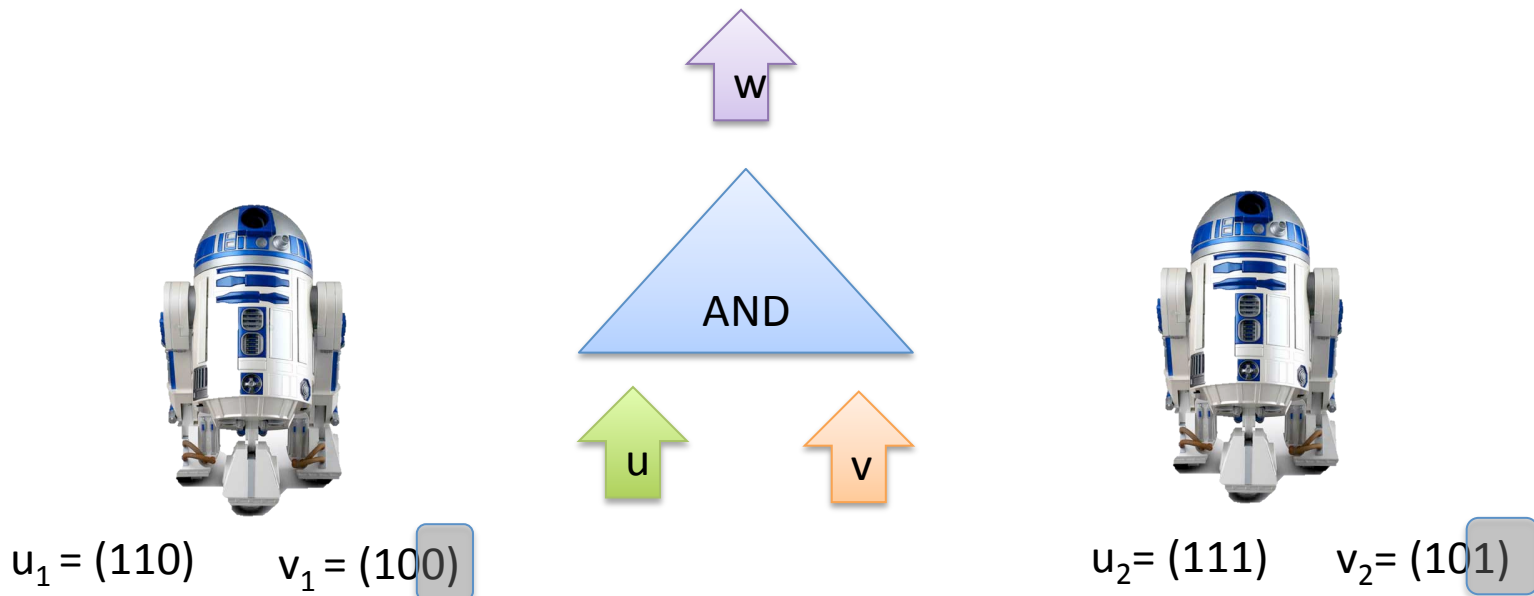 w
AND
u
v
u₁ = (110)
v₁ = (100)
u₂= (111)
v₂= (101)